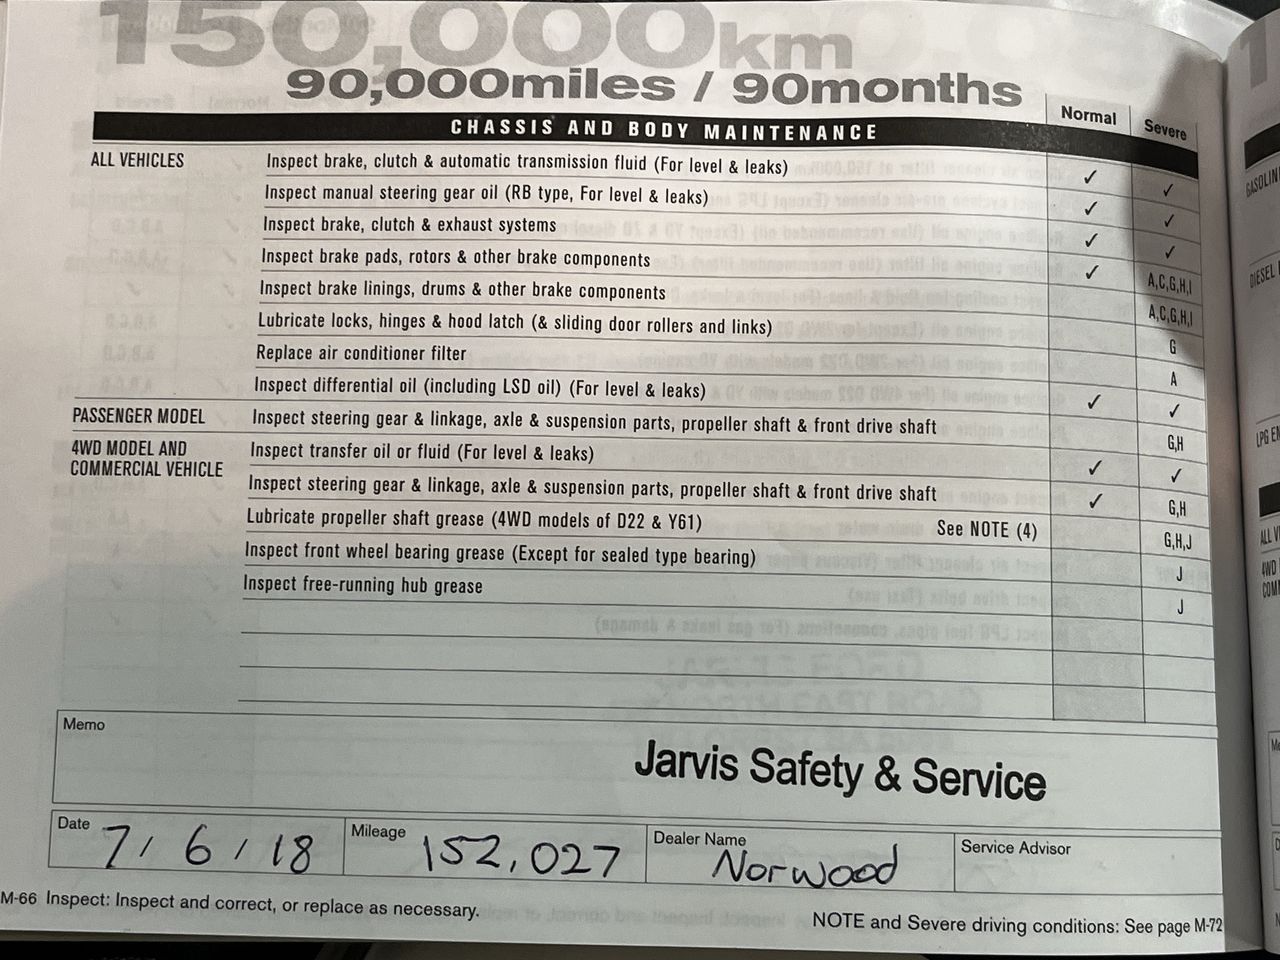 150,000km
90,000miles / 90months
Normal Severe
CHASSIS AND BODY MAINTENANCE
ALL VEHICLES Inspect brake, clutch & automatic transmission fluid (For level & leaks) ✓ ✓
Inspect manual steering gear oil (RB type, For level & leaks) ✓ ✓
Inspect brake, clutch & exhaust systems ✓ ✓
Inspect brake pads, rotors & other brake components ✓ A,C,G,H,I
Inspect brake linings, drums & other brake components A,C,G,H,I
Lubricate locks, hinges & hood latch (& sliding door rollers and links) G
Replace air conditioner filter A
Inspect differential oil (including LSD oil) (For level & leaks) ✓ ✓
PASSENGER MODEL Inspect steering gear & linkage, axle & suspension parts, propeller shaft & front drive shaft G,H
4WD MODEL AND COMMERCIAL VEHICLE Inspect transfer oil or fluid (For level & leaks) ✓ ✓
Inspect steering gear & linkage, axle & suspension parts, propeller shaft & front drive shaft ✓ G,H
Lubricate propeller shaft grease (4WD models of D22 & Y61) See NOTE (4) G,H,J
Inspect front wheel bearing grease (Except for sealed type bearing) J
Inspect free-running hub grease J
Memo
Jarvis Safety & Service
Date 7/6/18 Mileage 152,027 Dealer Name Norwood Service Advisor
M-66 Inspect: Inspect and correct, or replace as necessary.
NOTE and Severe driving conditions: See page M-72